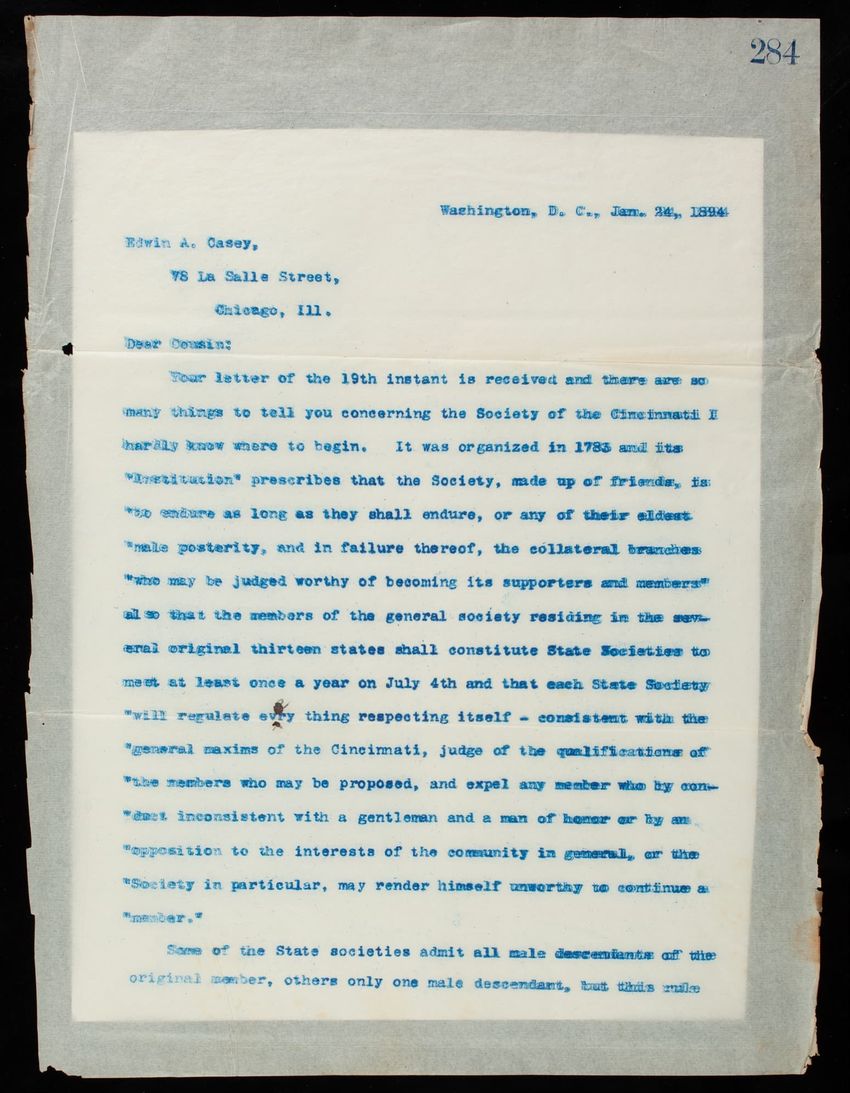 284
Washington, D. C., Jan. 24, 1894
Edwin A. Casey,
78 La Salle Street,
Chicago, Ill.
Dear Cousin:
Your letter of the 19th instant is received and there are so
many things to tell you concerning the Society of the Cincinnati I
hardly know where to begin. It was organized in 1783 and its
"Institution" prescribes that the Society, made up of friends, is
"to endure as long as they shall endure, or any of their eldest
"male posterity, and in failure thereof, the collateral branches
"who may be judged worthy of becoming its supporters and members"
also that the members of the general society residing in the sev-
eral original thirteen states shall constitute State Societies to
meet at least once a year on July 4th and that each State Society
"will regulate evry thing respecting itself - consistent with the
"general maxims of the Cincinnati, judge of the qualifications of
"the members who may be proposed, and expel any member who by con-
"duct inconsistent with a gentleman and a man of honor or by an
"opposition to the interests of the community in general, or the
"Society in particular, may render himself unworthy to continue a
"member."
Some of the State societies admit all male descendants of the
original member, others only one male descendant, but this rule